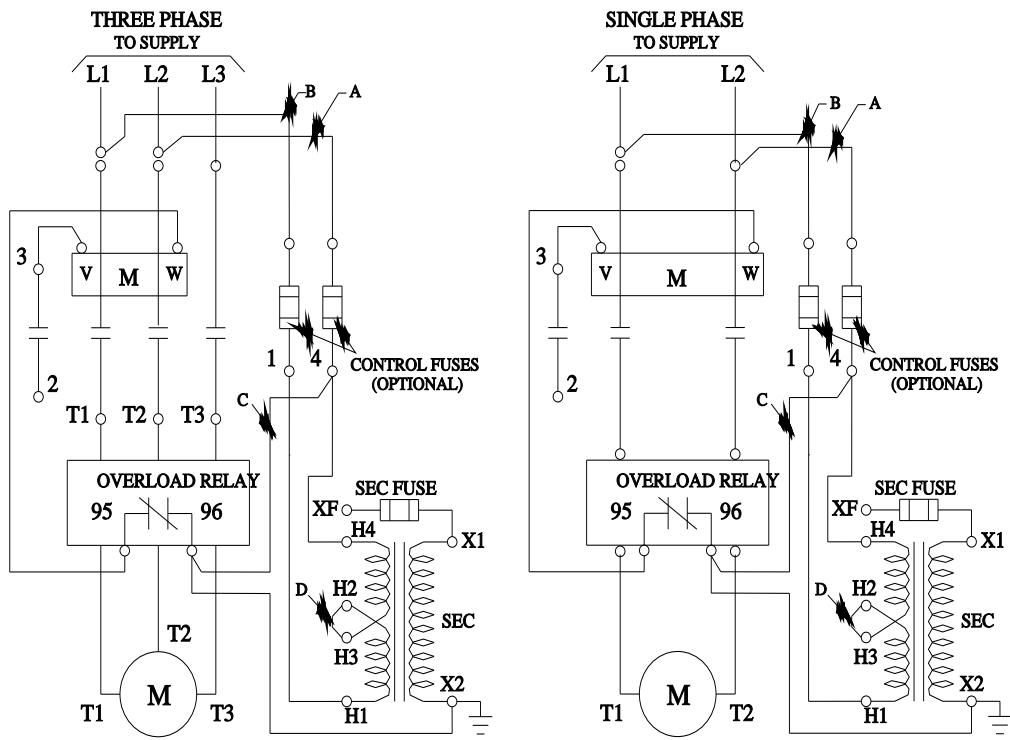 THREE PHASE
TO SUPPLY
L1 L2 L3
B
A
3
V M W
1 4
CONTROL FUSES
(OPTIONAL)
2
C
T1 T2 T3
OVERLOAD RELAY
95 96
SEC FUSE
XF
H4
X1
D
H2
H3
SEC
T2
T1 M T3
X2
H1
SINGLE PHASE
TO SUPPLY
L1 L2
B
A
3
V M W
1 4
CONTROL FUSES
(OPTIONAL)
2
C
OVERLOAD RELAY
95 96
SEC FUSE
XF
H4
X1
D
H2
H3
SEC
T1 M T2
X2
H1